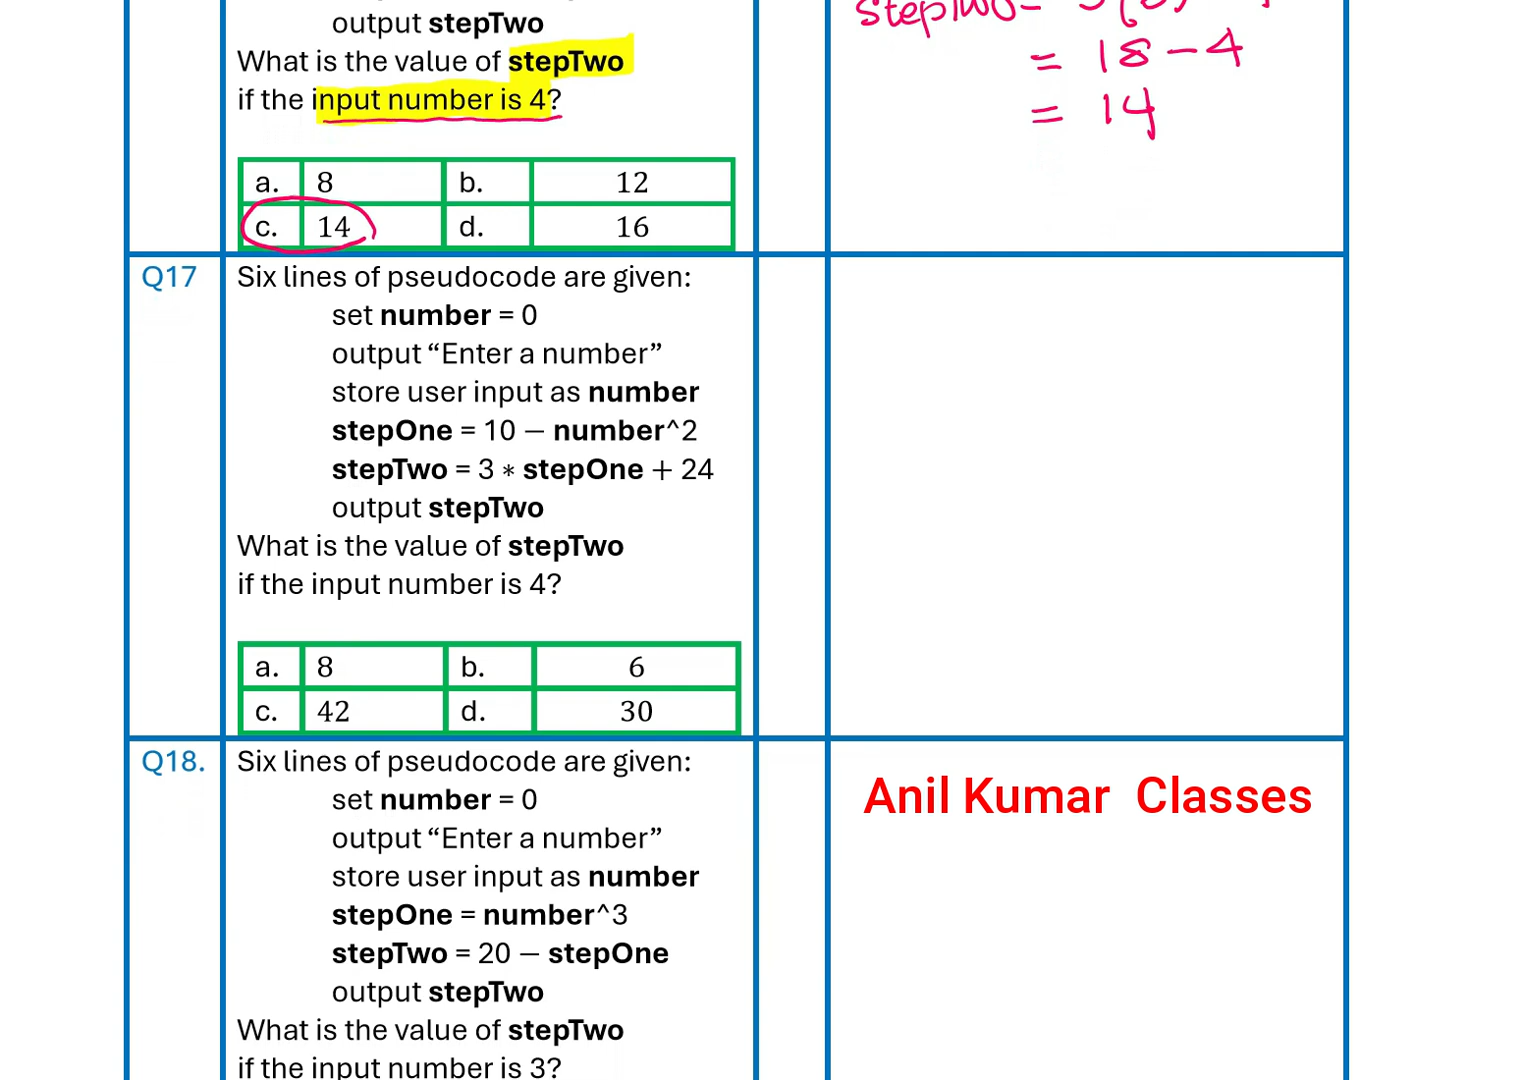 output stepTwo
What is the value of stepTwo
if the input number is 4?
= 18 − 4
= 14
a. 8 b. 12
c. 14 d. 16
Q17 Six lines of pseudocode are given:
set number = 0
output “Enter a number”
store user input as number
stepOne = 10 − number^2
stepTwo = 3 * stepOne + 24
output stepTwo
What is the value of stepTwo
if the input number is 4?
a. 8 b. 6
c. 42 d. 30
Q18. Six lines of pseudocode are given:
set number = 0
output “Enter a number”
store user input as number
stepOne = number^3
stepTwo = 20 − stepOne
output stepTwo
What is the value of stepTwo
if the input number is 3?
Anil Kumar Classes